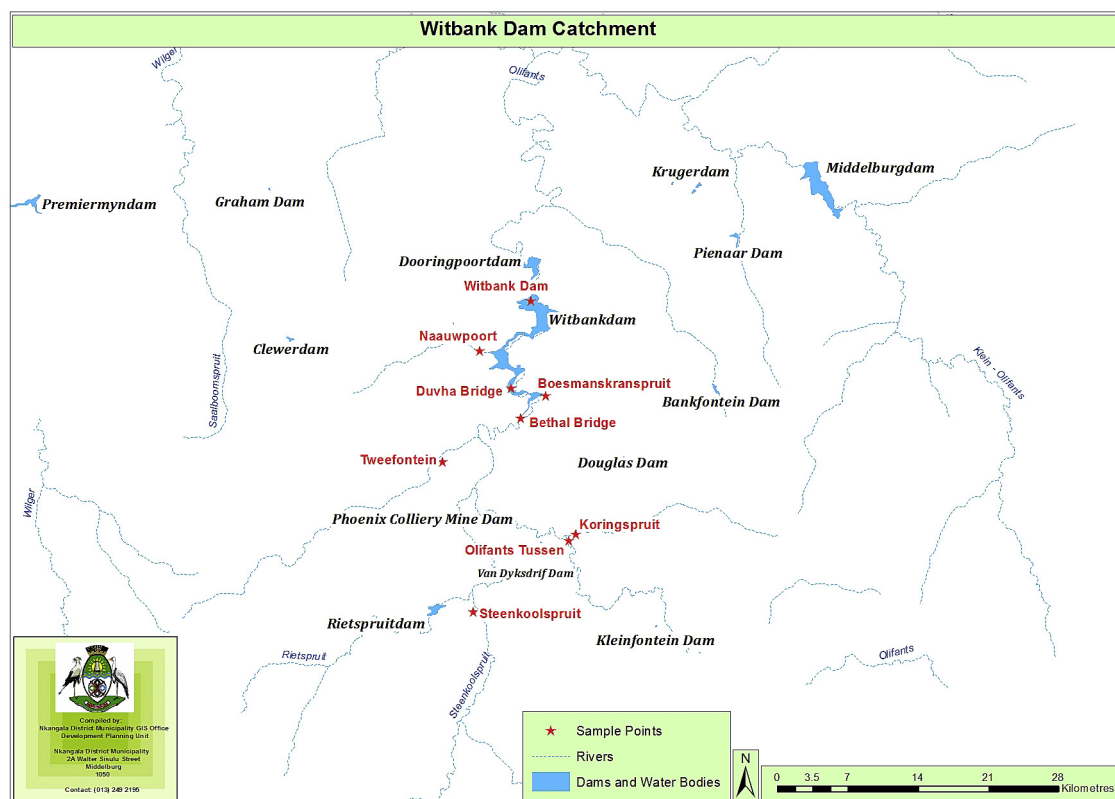 Witbank Dam Catchment
Wilger
Olifants
Krugerdam
Middelburgdam
Premiermyndam
Graham Dam
Pienaar Dam
Dooringpoortdam
Witbank Dam
Witbankdam
Naauwpoort
Clewerdam
Klein - Olifants
Saalboomspruit
Duvha Bridge
Boesmanskranspruit
Bankfontein Dam
Bethal Bridge
Tweefontein
Douglas Dam
Wilger
Phoenix Colliery Mine Dam
Koringspruit
Olifants Tussen
Van Dyksdrif Dam
Steenkoolspruit
Rietspruitdam
Kleinfontein Dam
Rietspruit
Olifants
Steenkoolspruit
Compiled by:
Nkangala District Municipality GIS Office
Development Planning Unit
Nkangala District Municipality
2A Walter Sisulu Street
Middelburg
1050
Contact: (013) 249 2195
Sample Points
Rivers
Dams and Water Bodies
N
0 3.5 7 14 21 28
Kilometres